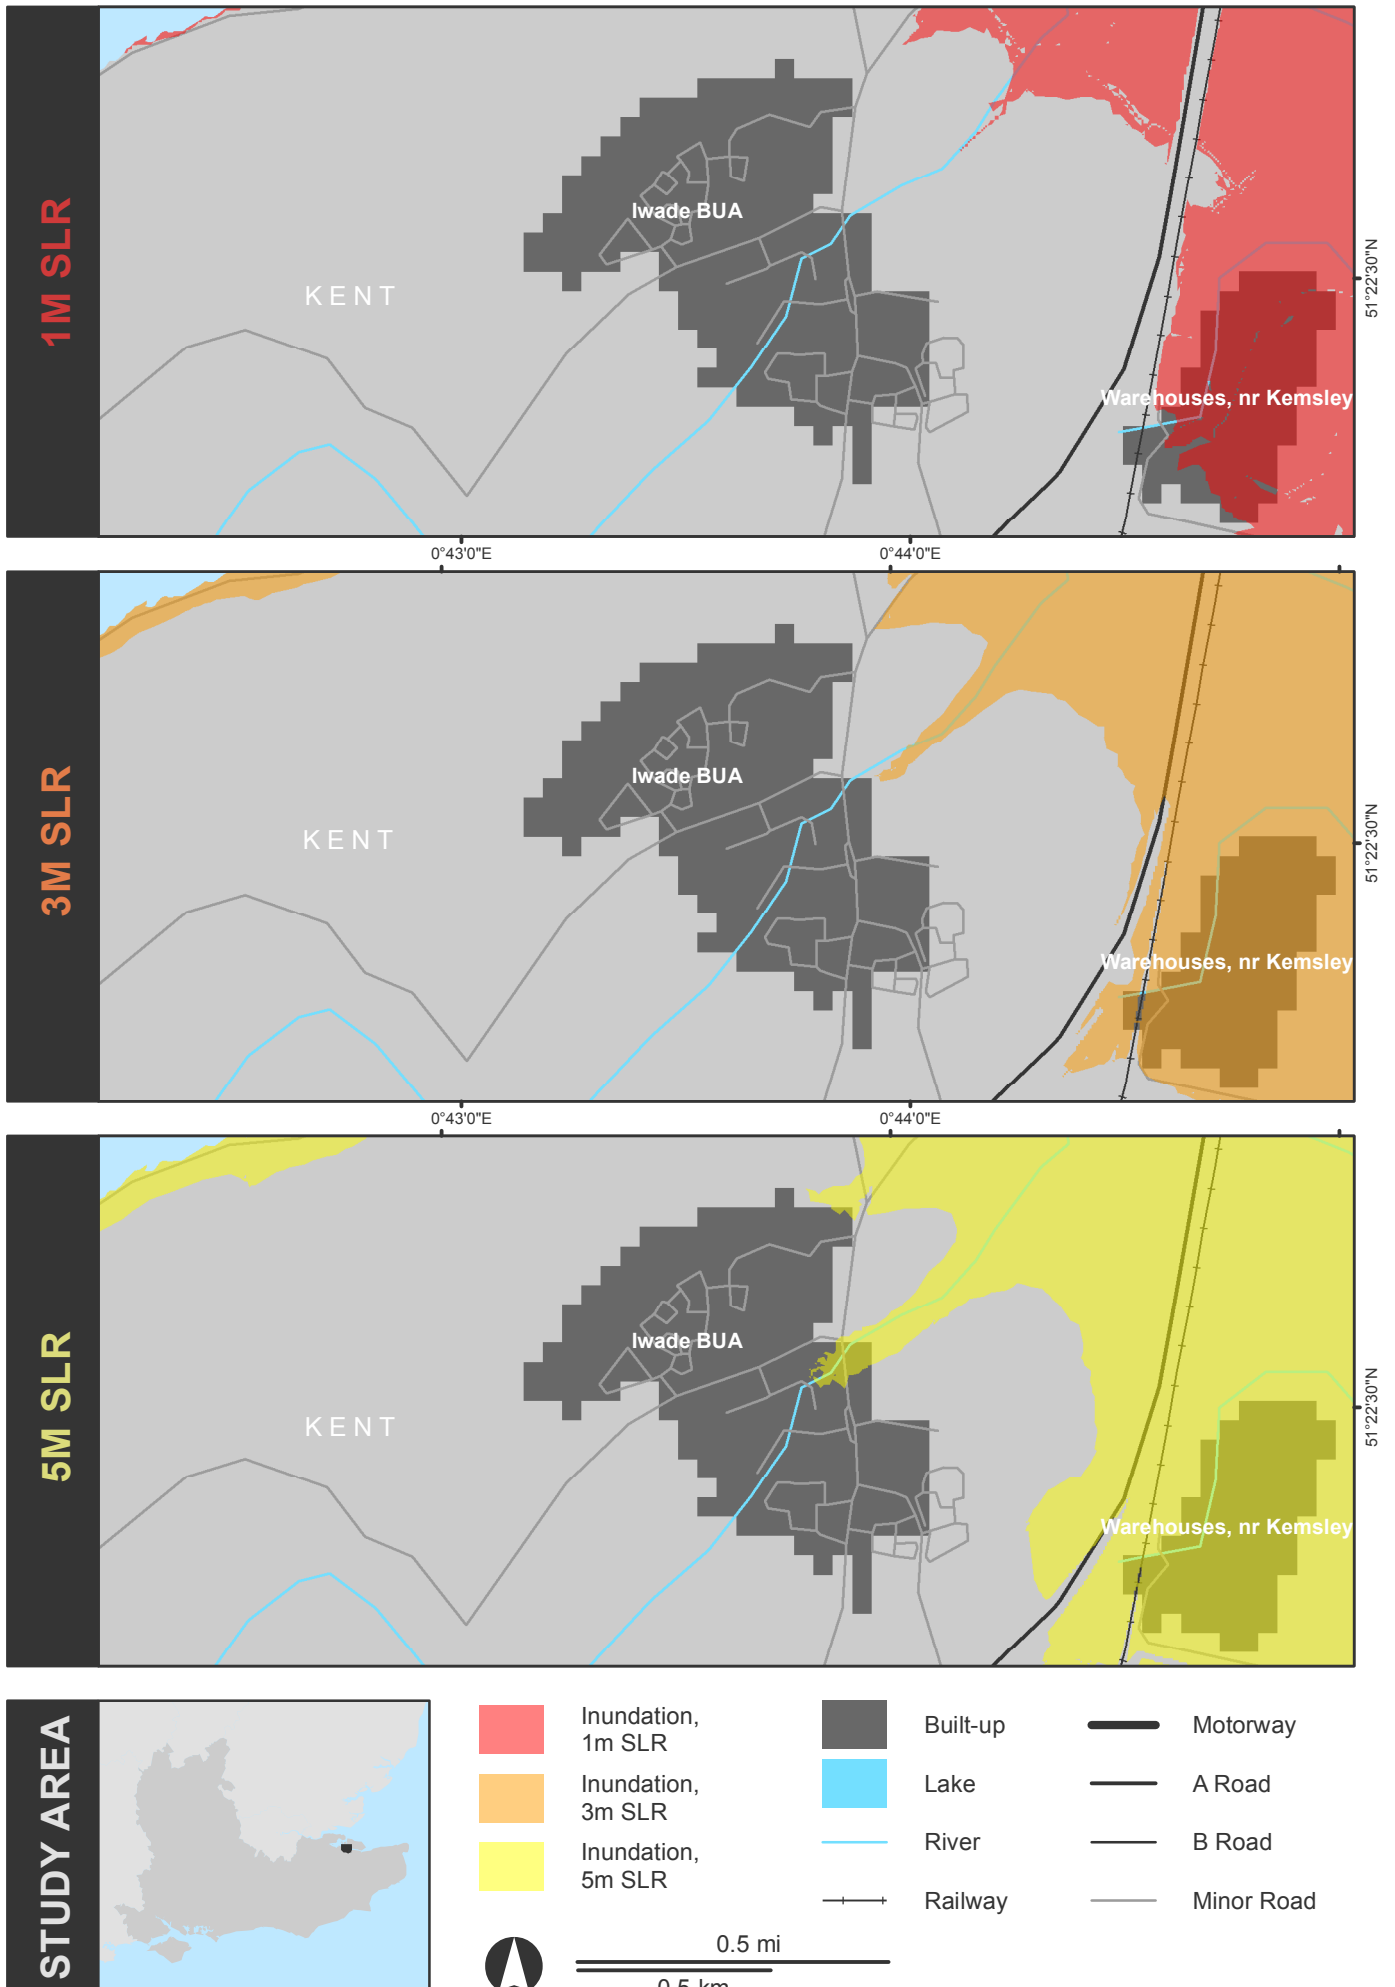 1M SLR
Iwade BUA
KENT
Warehouses, nr Kemsley
51°22'30"N
0°43'0"E
0°44'0"E
3M SLR
Iwade BUA
KENT
Warehouses, nr Kemsley
51°22'30"N
0°43'0"E
0°44'0"E
5M SLR
Iwade BUA
KENT
Warehouses, nr Kemsley
51°22'30"N
STUDY AREA
Inundation,
1m SLR
Inundation,
3m SLR
Inundation,
5m SLR
Built-up
Lake
River
Railway
Motorway
A Road
B Road
Minor Road
0.5 mi
0.5 km